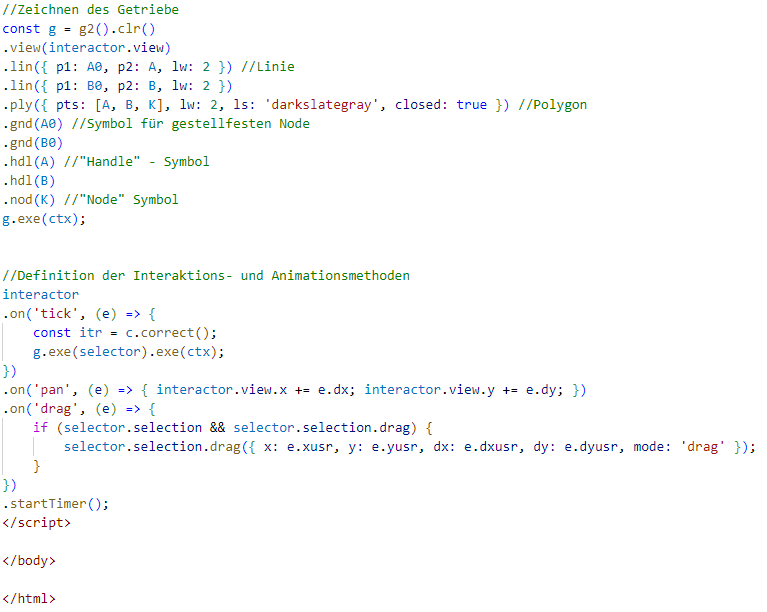 //Zeichnen des Getriebe
const g = g2().clr()
.view(interactor.view)
.lin({ p1: A0, p2: A, lw: 2 }) //Linie
.lin({ p1: B0, p2: B, lw: 2 })
.ply({ pts: [A, B, K], lw: 2, ls: 'darkslategray', closed: true }) //Polygon
.gnd(A0) //Symbol für gestellfesten Node
.gnd(B0)
.hdl(A) //"Handle" - Symbol
.hdl(B)
.nod(K) //"Node" Symbol
g.exe(ctx);
//Definition der Interaktions- und Animationsmethoden
interactor
.on('tick', (e) => {
const itr = c.correct();
g.exe(selector).exe(ctx);
})
.on('pan', (e) => { interactor.view.x += e.dx; interactor.view.y += e.dy; })
.on('drag', (e) => {
if (selector.selection && selector.selection.drag) {
selector.selection.drag({ x: e.xusr, y: e.yusr, dx: e.dxusr, dy: e.dyusr, mode: 'drag' });
}
})
.startTimer();
</script>
</body>
</html>